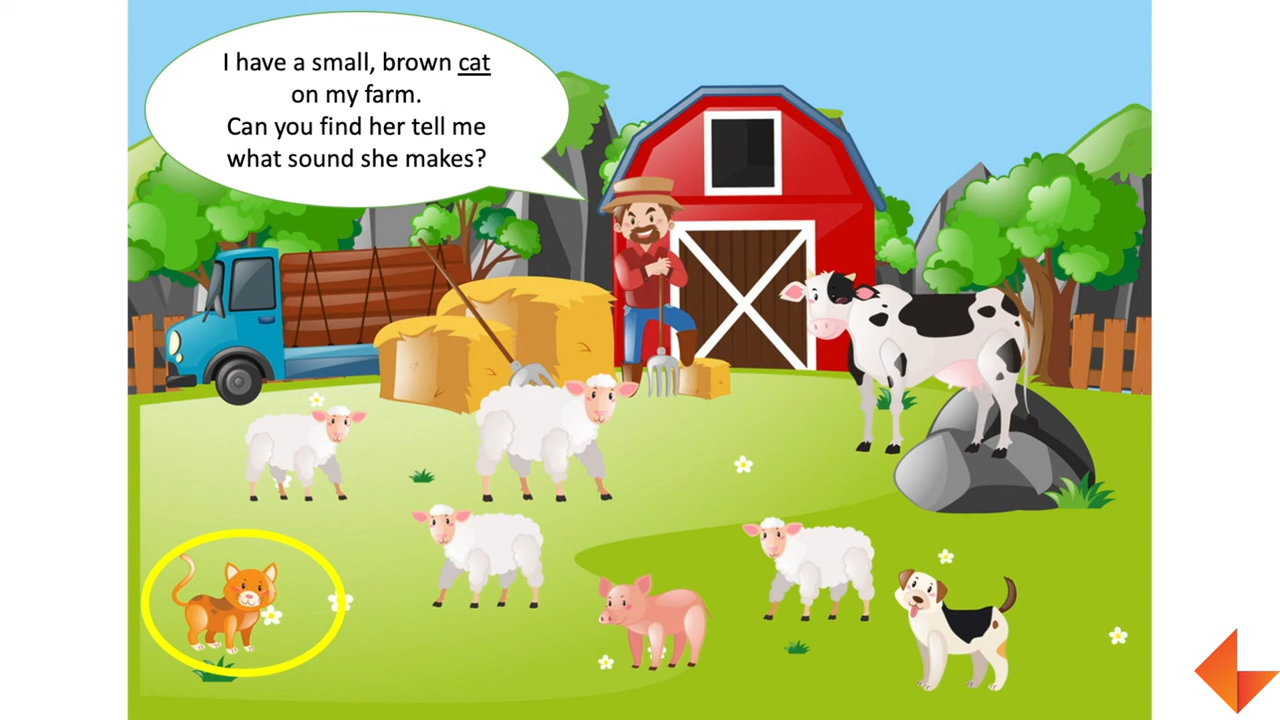 I have a small, brown cat
on my farm.
Can you find her tell me
what sound she makes?